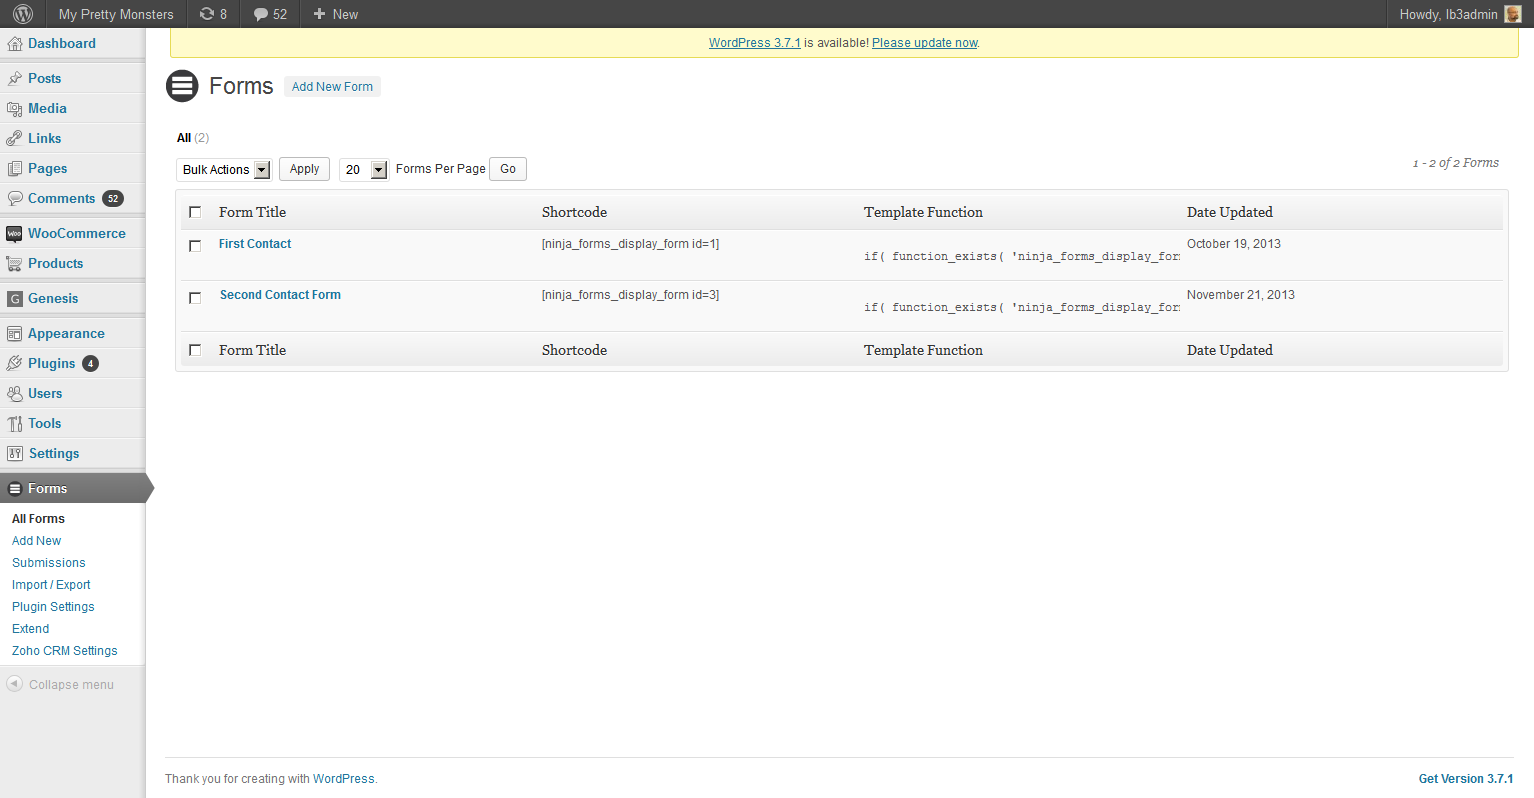 My Pretty Monsters 8 52 + New Howdy, lb3admin
WordPress 3.7.1 is available! Please update now.
Dashboard
Posts
Media
Links
Pages
Comments 52
WooCommerce
Products
Genesis
Appearance
Plugins 4
Users
Tools
Settings
Forms
All Forms
Add New
Submissions
Import / Export
Plugin Settings
Extend
Zoho CRM Settings
Collapse menu
Forms Add New Form
All (2)
Bulk Actions Apply 20 Forms Per Page Go 1 - 2 of 2 Forms
Form Title Shortcode Template Function Date Updated
First Contact [ninja_forms_display_form id=1] if( function_exists( 'ninja_forms_display_for October 19, 2013
Second Contact Form [ninja_forms_display_form id=3] if( function_exists( 'ninja_forms_display_for November 21, 2013
Form Title Shortcode Template Function Date Updated
Thank you for creating with WordPress. Get Version 3.7.1